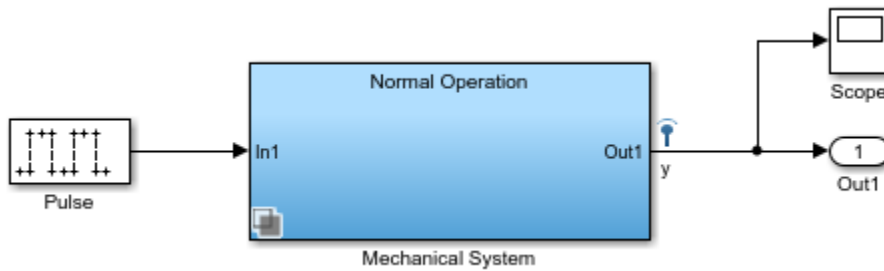 Normal Operation
In1
Out1
Pulse
y
Mechanical System
Scope
1
Out1